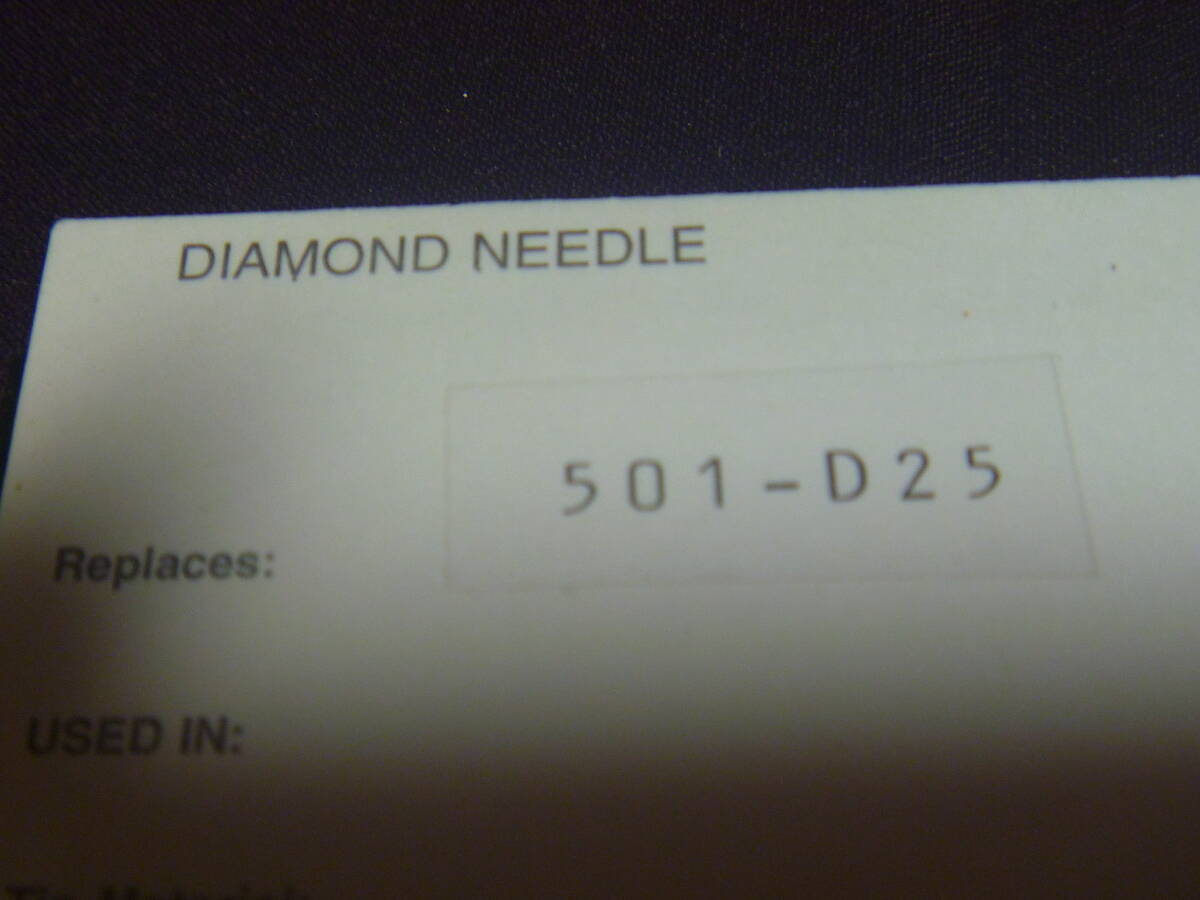 DIAMOND NEEDLE
501-D25
Replaces:
USED IN: